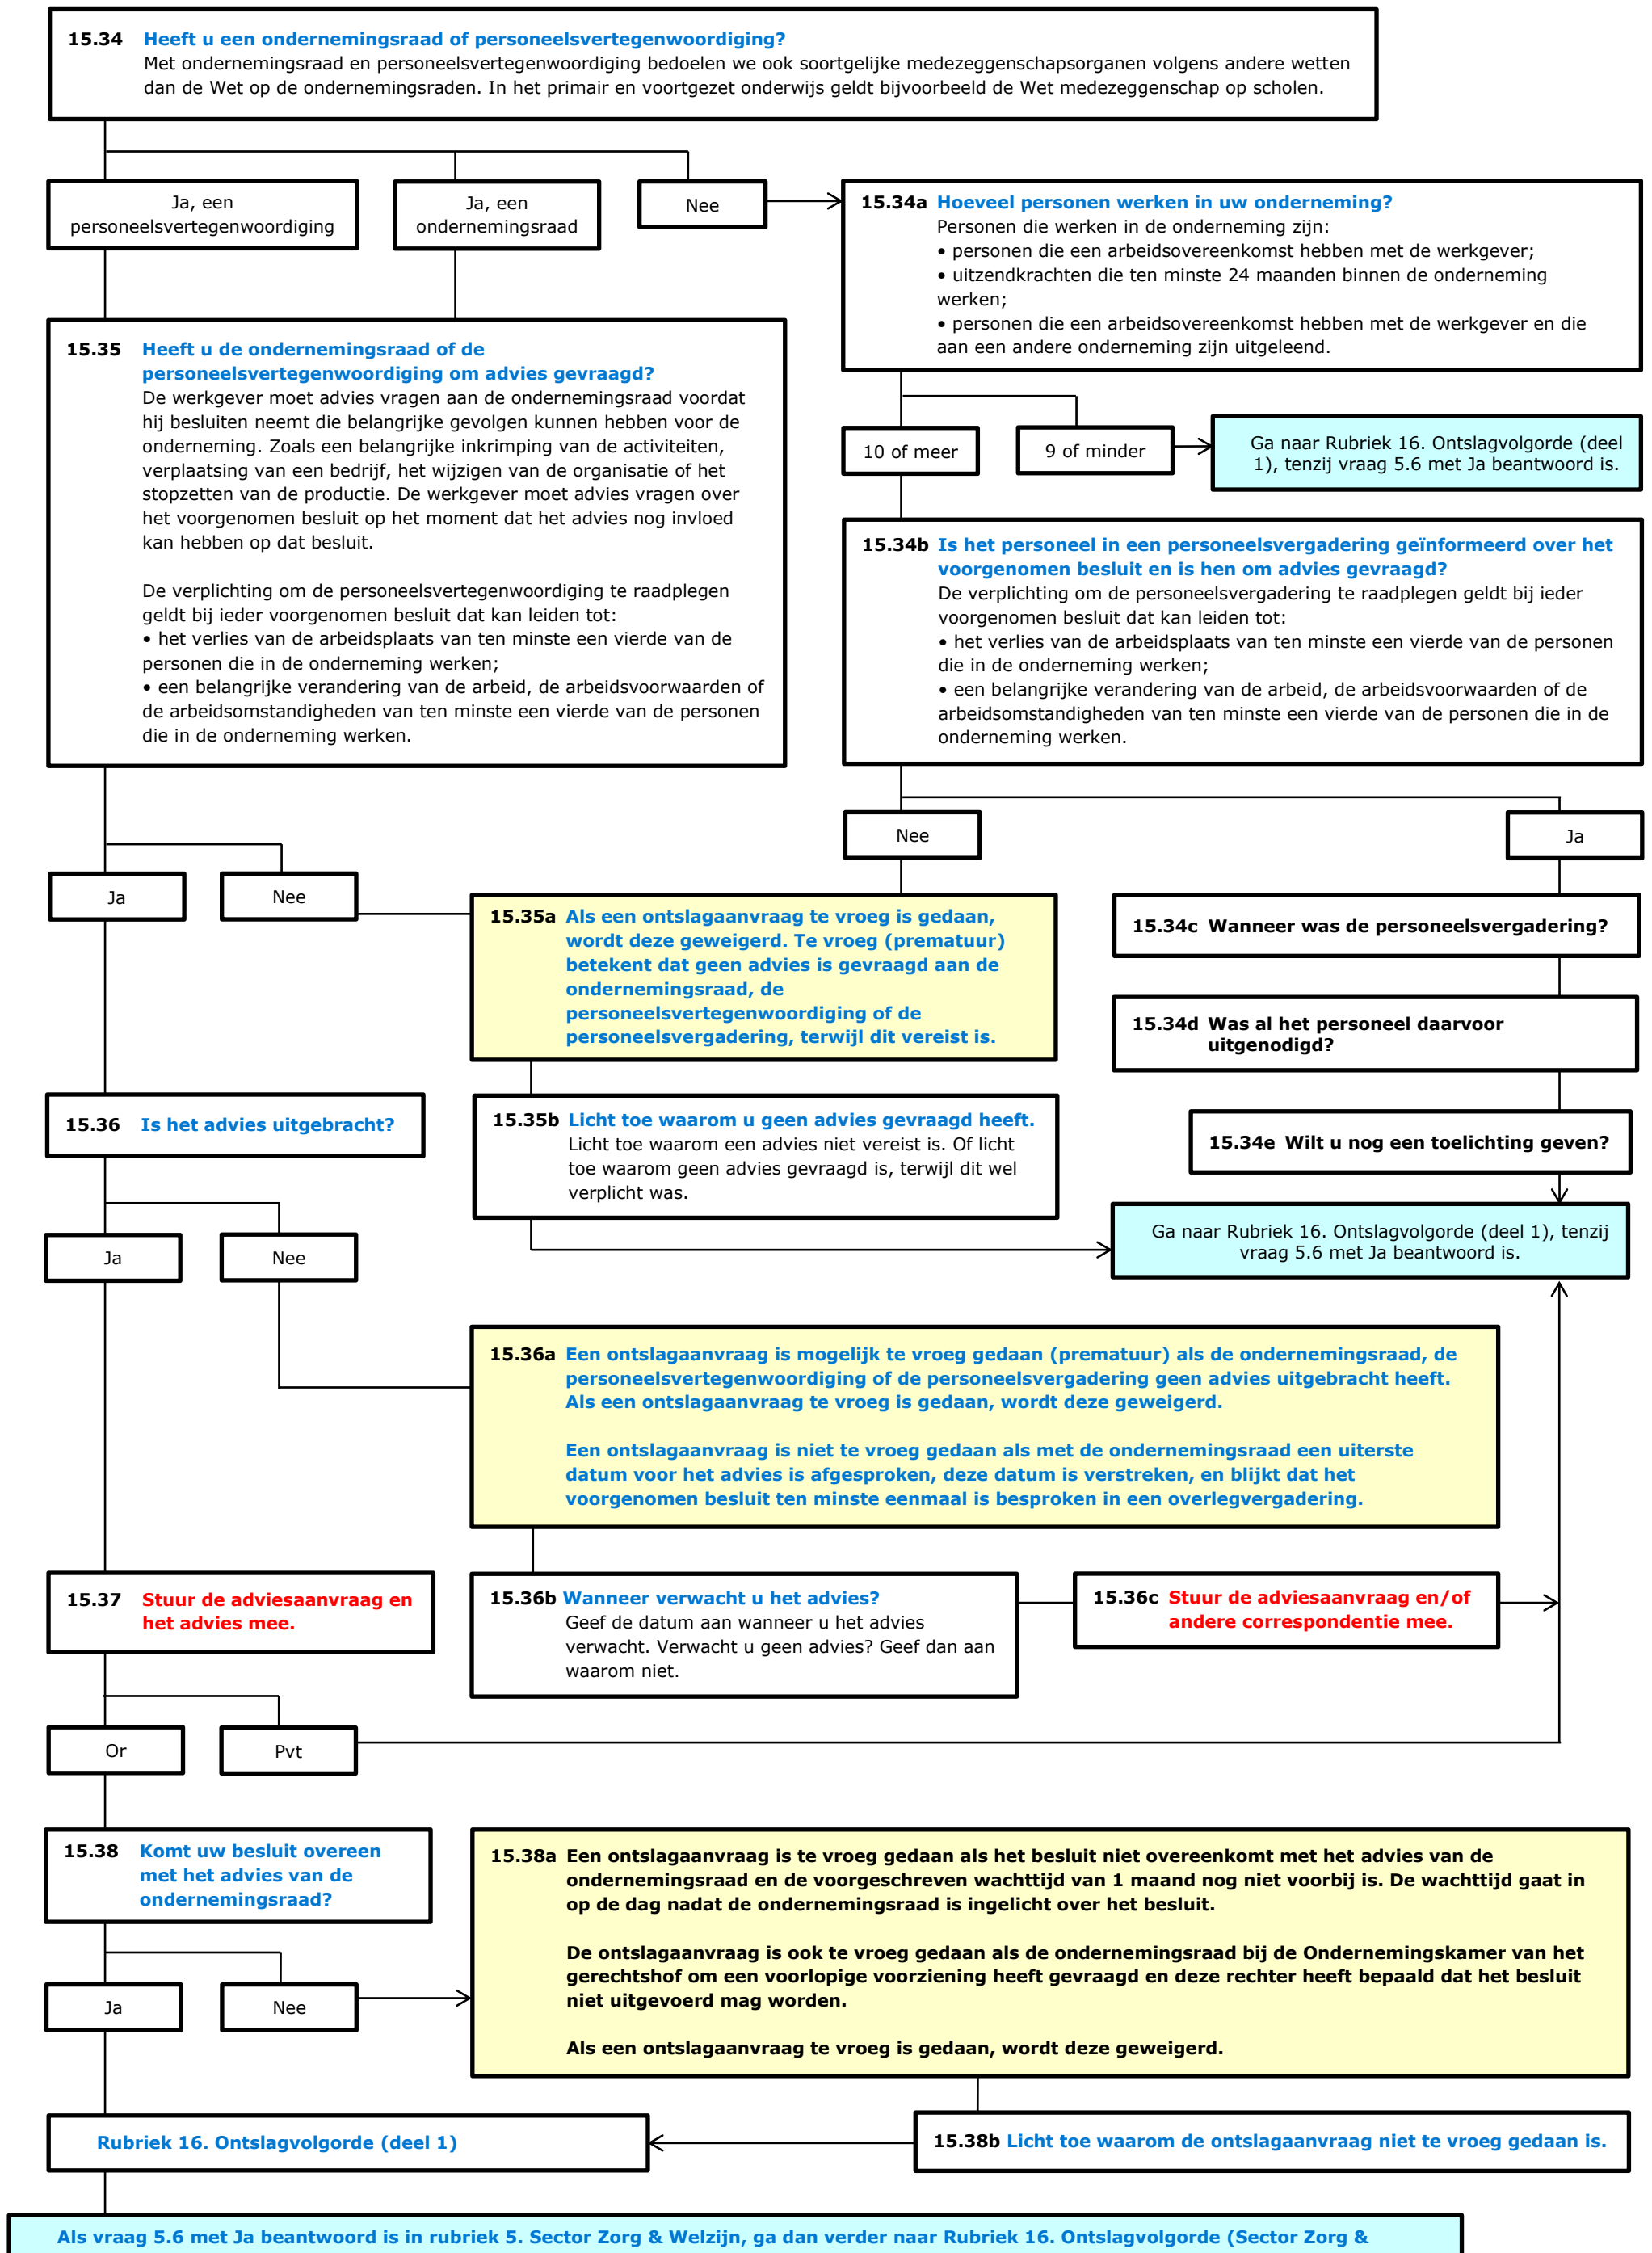 15.34 Heeft u een ondernemingsraad of personeelsvertegenwoordiging?
Met ondernemingsraad en personeelsvertegenwoordiging bedoelen we ook soortgelijke medezeggenschapsorganen volgens andere wetten
dan de Wet op de ondernemingsraden. In het primair en voortgezet onderwijs geldt bijvoorbeeld de Wet medezeggenschap op scholen.
Ja, een
personeelsvertegenwoordiging
Ja, een
ondernemingsraad
Nee
15.34a Hoeveel personen werken in uw onderneming?
Personen die werken in de onderneming zijn:
• personen die een arbeidsovereenkomst hebben met de werkgever;
• uitzendkrachten die ten minste 24 maanden binnen de onderneming
werken;
• personen die een arbeidsovereenkomst hebben met de werkgever en die
aan een andere onderneming zijn uitgeleend.
10 of meer
9 of minder
Ga naar Rubriek 16. Ontslagvolgorde (deel
1), tenzij vraag 5.6 met Ja beantwoord is.
15.35 Heeft u de ondernemingsraad of de
personeelsvertegenwoordiging om advies gevraagd?
De werkgever moet advies vragen aan de ondernemingsraad voordat
hij besluiten neemt die belangrijke gevolgen kunnen hebben voor de
onderneming. Zoals een belangrijke inkrimping van de activiteiten,
verplaatsing van een bedrijf, het wijzigen van de organisatie of het
stopzetten van de productie. De werkgever moet advies vragen over
het voorgenomen besluit op het moment dat het advies nog invloed
kan hebben op dat besluit.
De verplichting om de personeelsvertegenwoordiging te raadplegen
geldt bij ieder voorgenomen besluit dat kan leiden tot:
• het verlies van de arbeidsplaats van ten minste een vierde van de
personen die in de onderneming werken;
• een belangrijke verandering van de arbeid, de arbeidsvoorwaarden of
de arbeidsomstandigheden van ten minste een vierde van de personen
die in de onderneming werken.
15.34b Is het personeel in een personeelsvergadering geïnformeerd over het
voorgenomen besluit en is hen om advies gevraagd?
De verplichting om de personeelsvergadering te raadplegen geldt bij ieder
voorgenomen besluit dat kan leiden tot:
• het verlies van de arbeidsplaats van ten minste een vierde van de personen
die in de onderneming werken;
• een belangrijke verandering van de arbeid, de arbeidsvoorwaarden of de
arbeidsomstandigheden van ten minste een vierde van de personen die in de
onderneming werken.
Nee
Ja
Ja
Nee
15.35a Als een ontslagaanvraag te vroeg is gedaan,
wordt deze geweigerd. Te vroeg (prematuur)
betekent dat geen advies is gevraagd aan de
ondernemingsraad, de
personeelsvertegenwoordiging of de
personeelsvergadering, terwijl dit vereist is.
15.34c Wanneer was de personeelsvergadering?
15.34d Was al het personeel daarvoor
uitgenodigd?
15.36 Is het advies uitgebracht?
15.35b Licht toe waarom u geen advies gevraagd heeft.
Licht toe waarom een advies niet vereist is. Of licht
toe waarom geen advies gevraagd is, terwijl dit wel
verplicht was.
15.34e Wilt u nog een toelichting geven?
Ga naar Rubriek 16. Ontslagvolgorde (deel 1), tenzij
vraag 5.6 met Ja beantwoord is.
Ja
Nee
15.36a Een ontslagaanvraag is mogelijk te vroeg gedaan (prematuur) als de ondernemingsraad, de
personeelsvertegenwoordiging of de personeelsvergadering geen advies uitgebracht heeft.
Als een ontslagaanvraag te vroeg is gedaan, wordt deze geweigerd.
Een ontslagaanvraag is niet te vroeg gedaan als met de ondernemingsraad een uiterste
datum voor het advies is afgesproken, deze datum is verstreken, en blijkt dat het
voorgenomen besluit ten minste eenmaal is besproken in een overlegvergadering.
15.37 Stuur de adviesaanvraag en
het advies mee.
15.36b Wanneer verwacht u het advies?
Geef de datum aan wanneer u het advies
verwacht. Verwacht u geen advies? Geef dan aan
waarom niet.
15.36c Stuur de adviesaanvraag en/of
andere correspondentie mee.
Or
Pvt
15.38 Komt uw besluit overeen
met het advies van de
ondernemingsraad?
15.38a Een ontslagaanvraag is te vroeg gedaan als het besluit niet overeenkomt met het advies van de
ondernemingsraad en de voorgeschreven wachttijd van 1 maand nog niet voorbij is. De wachttijd gaat in
op de dag nadat de ondernemingsraad is ingelicht over het besluit.
De ontslagaanvraag is ook te vroeg gedaan als de ondernemingsraad bij de Ondernemingskamer van het
gerechtshof om een voorlopige voorziening heeft gevraagd en deze rechter heeft bepaald dat het besluit
niet uitgevoerd mag worden.
Als een ontslagaanvraag te vroeg is gedaan, wordt deze geweigerd.
Ja
Nee
Rubriek 16. Ontslagvolgorde (deel 1)
15.38b Licht toe waarom de ontslagaanvraag niet te vroeg gedaan is.
Als vraag 5.6 met Ja beantwoord is in rubriek 5. Sector Zorg & Welzijn, ga dan verder naar Rubriek 16. Ontslagvolgorde (Sector Zorg &